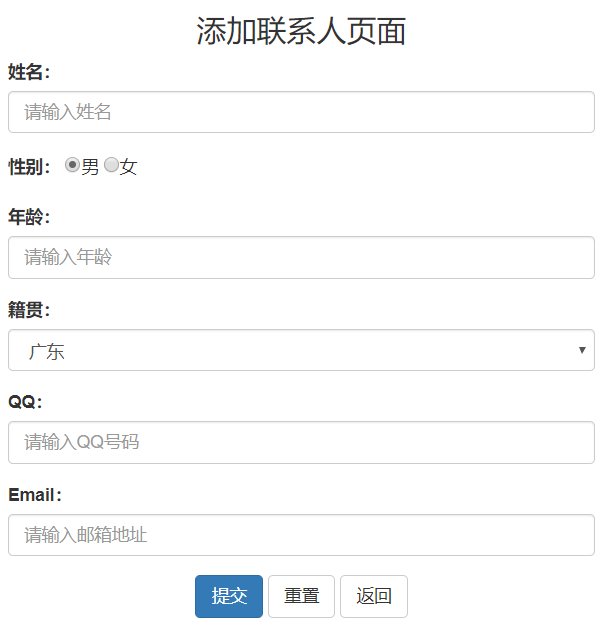 添加联系人页面
姓名：
请输入姓名
性别： 男 女
年龄：
请输入年龄
籍贯：
广东
QQ：
请输入QQ号码
Email：
请输入邮箱地址
提交 重置 返回